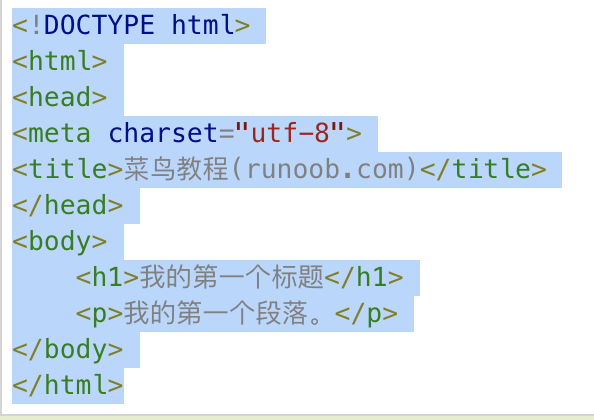 <!DOCTYPE html>
<html>
<head>
<meta charset="utf-8">
<title>菜鸟教程(runoob.com)</title>
</head>
<body>
    <h1>我的第一个标题</h1>
    <p>我的第一个段落。</p>
</body>
</html>